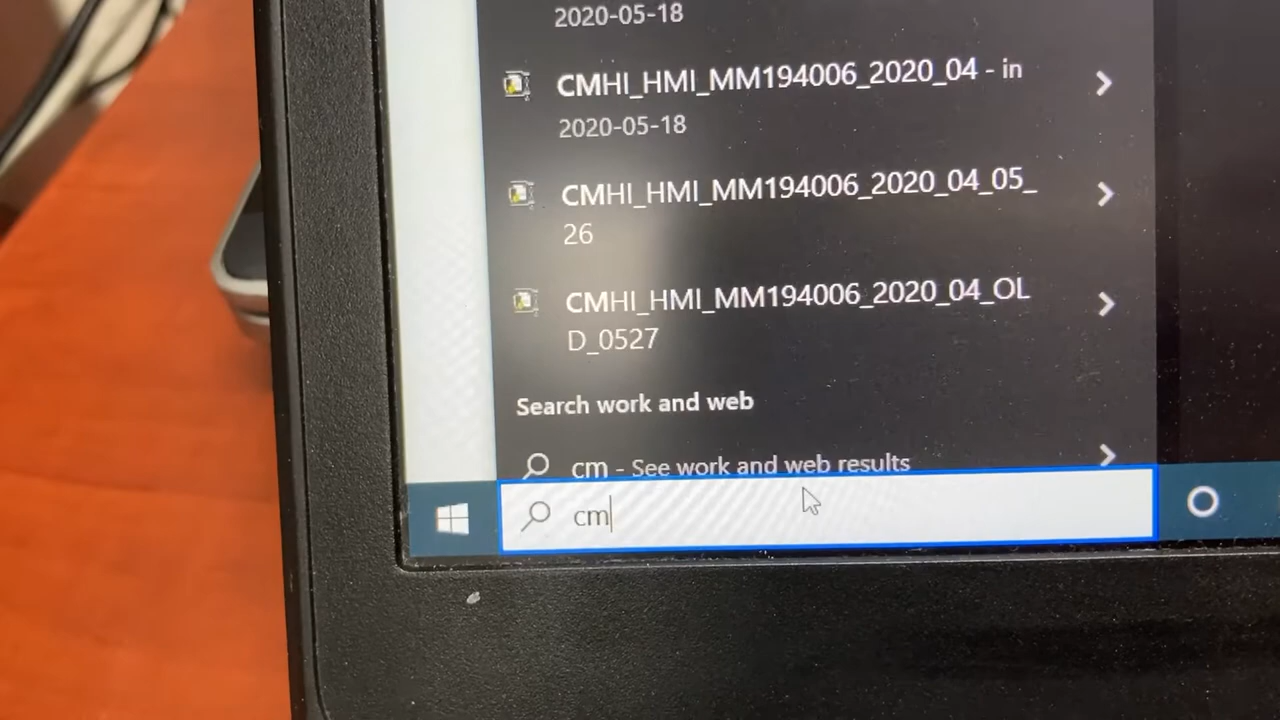 2020-05-18
CMHI_HMI_MM194006_2020_04 - in
2020-05-18
CMHI_HMI_MM194006_2020_04_05_
26
CMHI_HMI_MM194006_2020_04_OL
D_0527
Search work and web
cm - See work and web results
cm